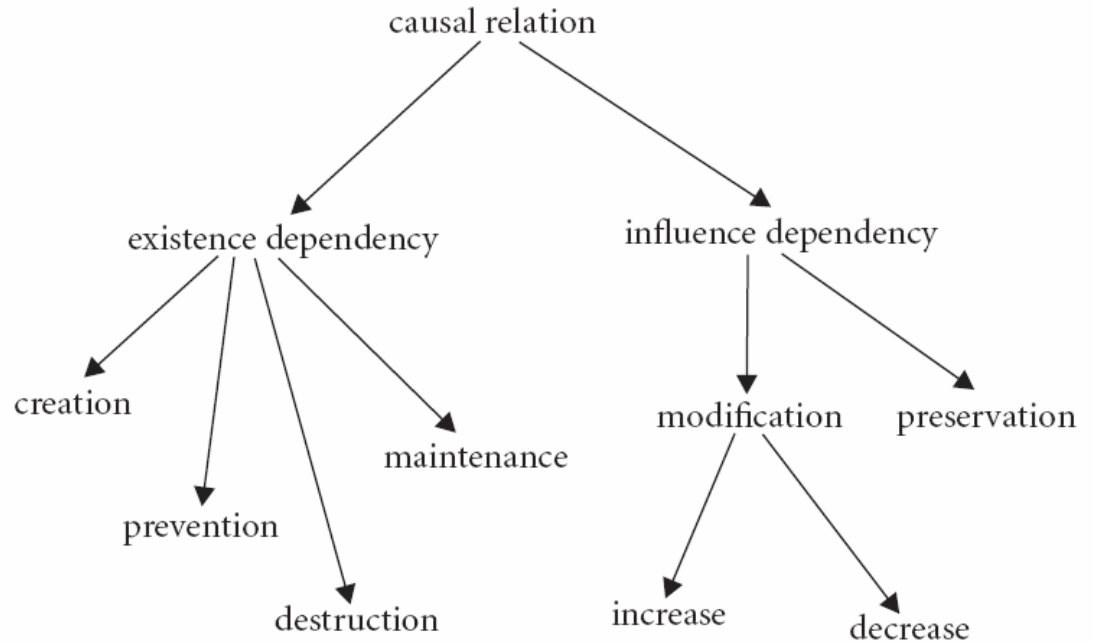 causal relation
existence dependency
influence dependency
creation
maintenance
prevention
destruction
modification
preservation
increase
decrease